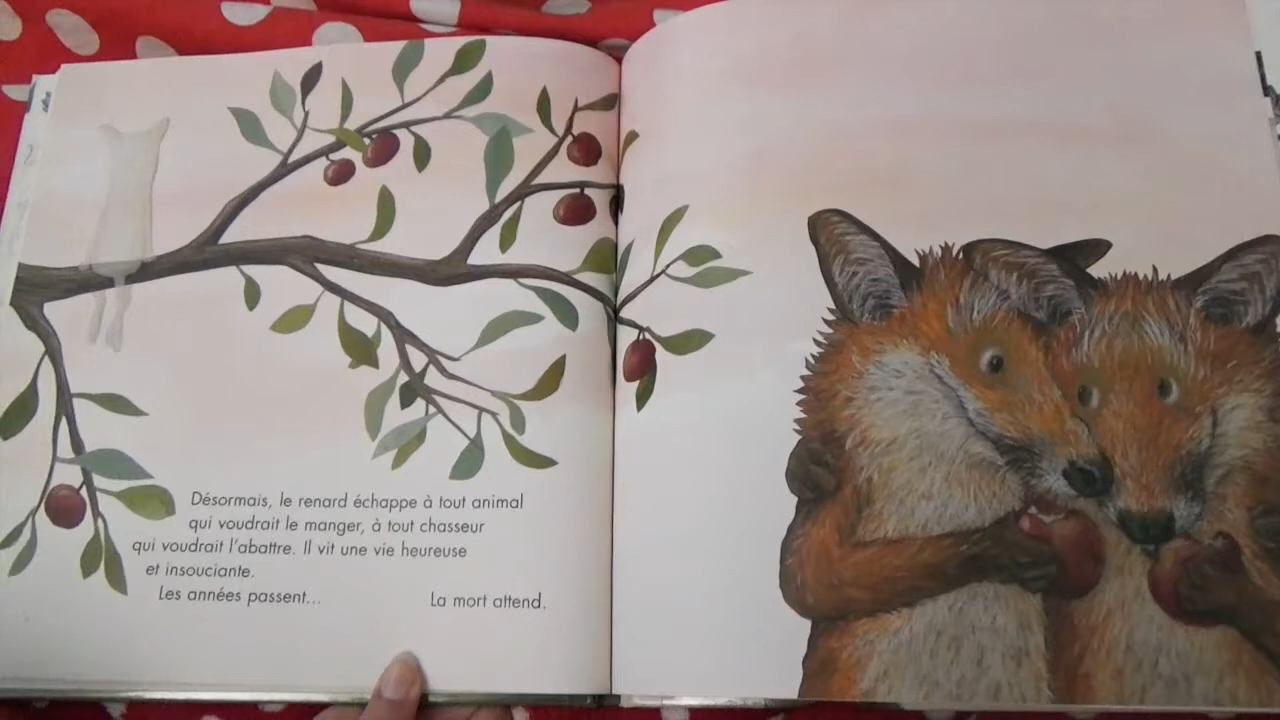 Désormais, le renard échappe à tout animal
qui voudrait le manger, à tout chasseur
qui voudrait l'abattre. Il vit une vie heureuse
et insouciante.
Les années passent... La mort attend.